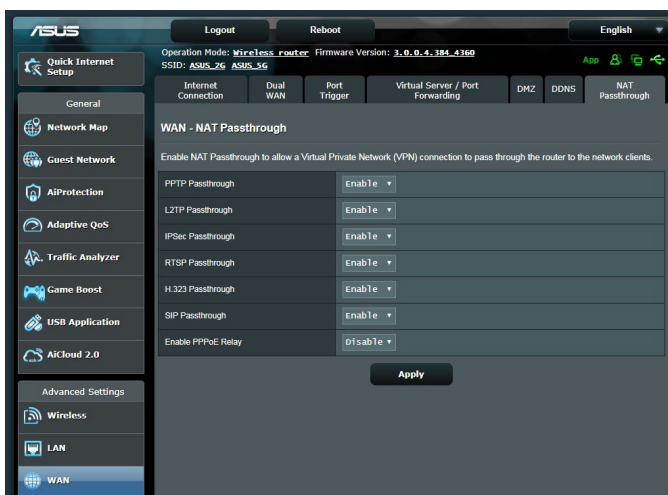 ASUS
Logout
Reboot
English
Quick Internet
Setup
Operation Mode: Wireless router Firmware Version: 3.0.0.4.384_4360
SSID: ASUS_2G ASUS_5G
App
Internet
Connection
Dual
WAN
Port
Trigger
Virtual Server / Port
Forwarding
DMZ
DDNS
NAT
Passthrough
General
Network Map
Guest Network
AiProtection
Adaptive QoS
Traffic Analyzer
Game Boost
USB Application
AiCloud 2.0
Advanced Settings
Wireless
LAN
WAN
WAN - NAT Passthrough
Enable NAT Passthrough to allow a Virtual Private Network (VPN) connection to pass through the router to the network clients.
PPTP Passthrough Enable
L2TP Passthrough Enable
IPSec Passthrough Enable
RTSP Passthrough Enable
H.323 Passthrough Enable
SIP Passthrough Enable
Enable PPPoE Relay Disable
Apply